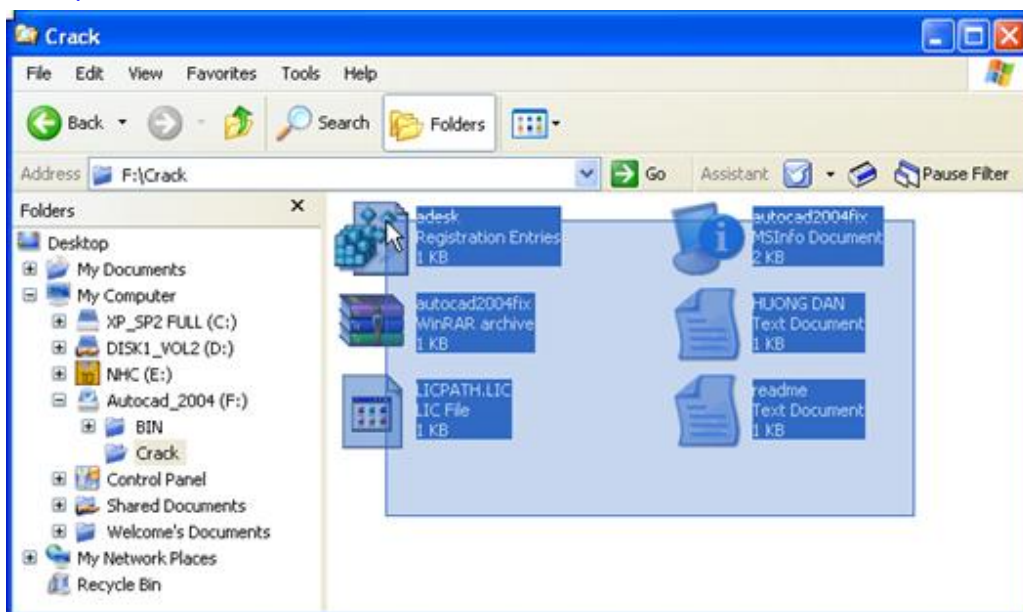 Crack
File Edit View Favorites Tools Help
Back Search Folders
Address F:\Crack Go Assistant Pause Filter
Folders
Desktop
My Documents
My Computer
XP_SP2 FULL (C:)
DISK1_VOL2 (D:)
NHC (E:)
Autocad_2004 (F:)
BIN
Crack
Control Panel
Shared Documents
Welcome's Documents
My Network Places
Recycle Bin
adesk
Registration Entries
1 KB
autocad2004fix
MSInfo Document
2 KB
autocad2004fix
WinRAR archive
1 KB
HUONG DAN
Text Document
1 KB
LICPATH.LIC
LIC File
1 KB
readme
Text Document
1 KB